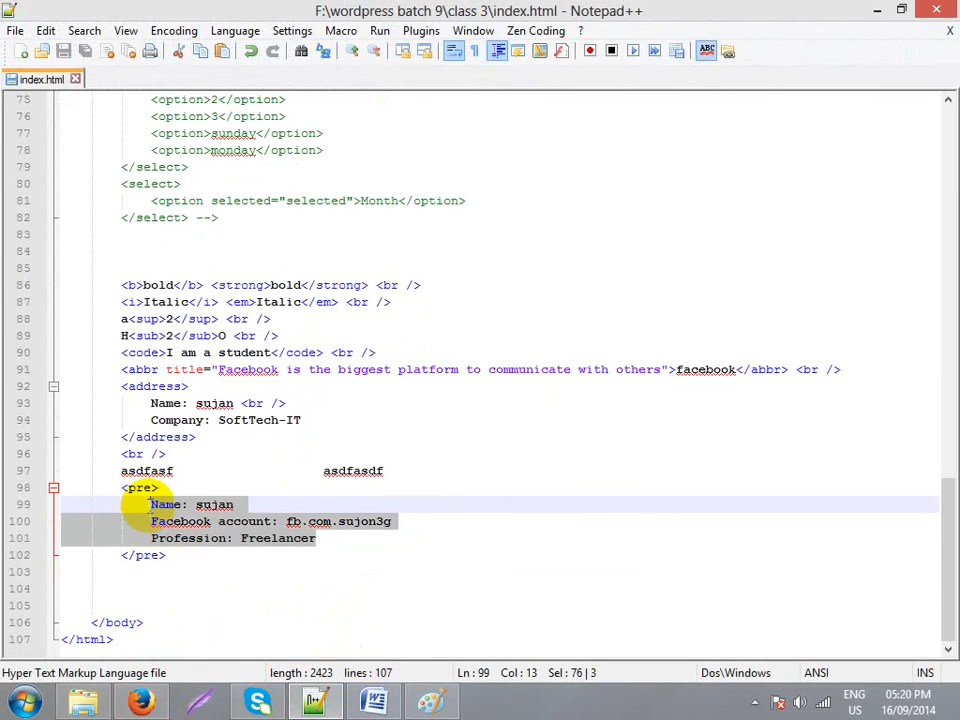 F:\wordpress batch 9\class 3\index.html - Notepad++
File Edit Search View Encoding Language Settings Macro Run Plugins Window Zen Coding ? X
index.html
75 <option>2</option>
76 <option>3</option>
77 <option>sunday</option>
78 <option>monday</option>
79 </select>
80 <select>
81 <option selected="selected">Month</option>
82 </select> -->
83
84
85
86 <b>bold</b> <strong>bold</strong> <br />
87 <i>Italic</i> <em>Italic</em> <br />
88 a<sup>2</sup> <br />
89 H<sub>2</sub>O <br />
90 <code>I am a student</code> <br />
91 <abbr title="Facebook is the biggest platform to communicate with others">facebook</abbr> <br />
92 <address>
93 Name: sujan <br />
94 Company: SoftTech-IT
95 </address>
96 <br />
97 asdfasf asdfasdf
98 <pre>
99 Name: sujan
100 Facebook account: fb.com.sujon3g
101 Profession: Freelancer
102 </pre>
103
104
105
106 </body>
107 </html>
Hyper Text Markup Language file length : 2423 lines : 107 Ln : 99 Col : 13 Sel : 76 | 3 Dos\Windows ANSI INS
ENG 05:20 PM
US 16/09/2014